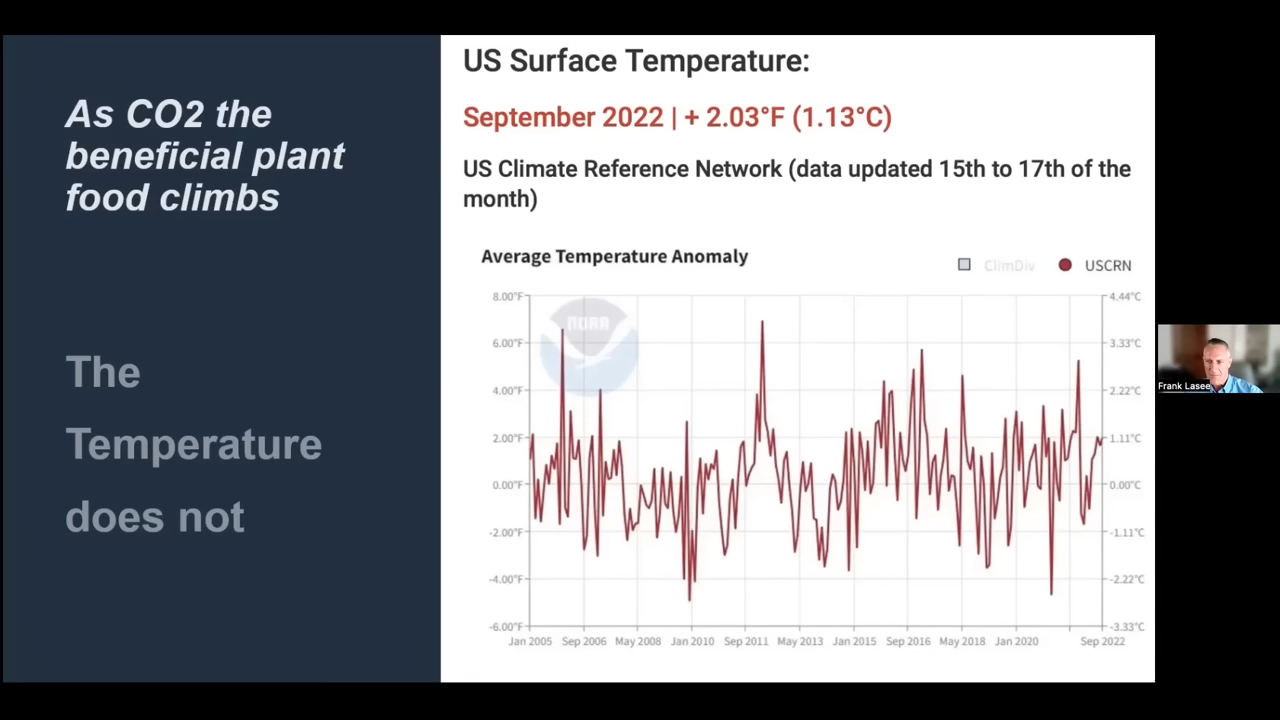 As CO2 the
beneficial plant
food climbs
The
Temperature
does not
US Surface Temperature:
September 2022 | + 2.03°F (1.13°C)
US Climate Reference Network (data updated 15th to 17th of the
month)
Average Temperature Anomaly
ClimDiv
USCRN
NOAA
8.00°F
6.00°F
4.00°F
2.00°F
0.00°F
-2.00°F
-4.00°F
-6.00°F
4.44°C
3.33°C
2.22°C
1.11°C
0.00°C
-1.11°C
-2.22°C
-3.33°C
Jan 2005 Sep 2006 May 2008 Jan 2010 Sep 2011 May 2013 Jan 2015 Sep 2016 May 2018 Jan 2020 Sep 2022
Frank Lasee